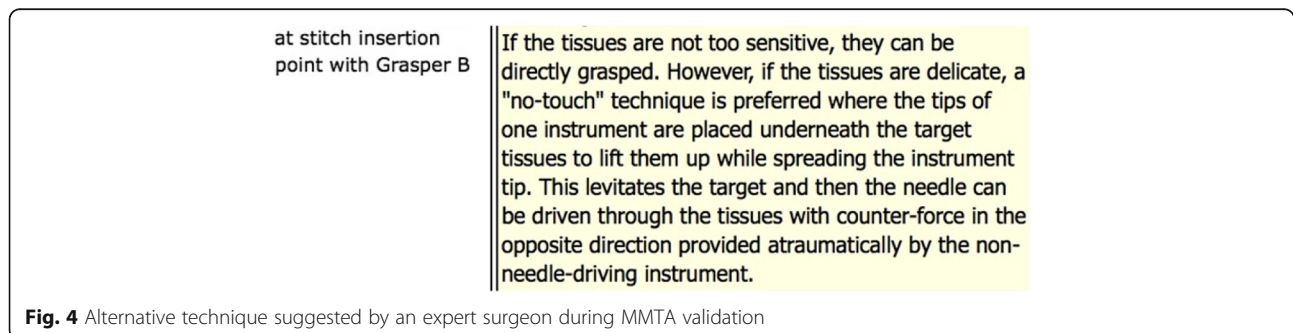 at stitch insertion
point with Grasper B
If the tissues are not too sensitive, they can be
directly grasped. However, if the tissues are delicate, a
"no-touch" technique is preferred where the tips of
one instrument are placed underneath the target
tissues to lift them up while spreading the instrument
tip. This levitates the target and then the needle can
be driven through the tissues with counter-force in the
opposite direction provided atraumatically by the non-
needle-driving instrument.
Fig. 4 Alternative technique suggested by an expert surgeon during MMTA validation